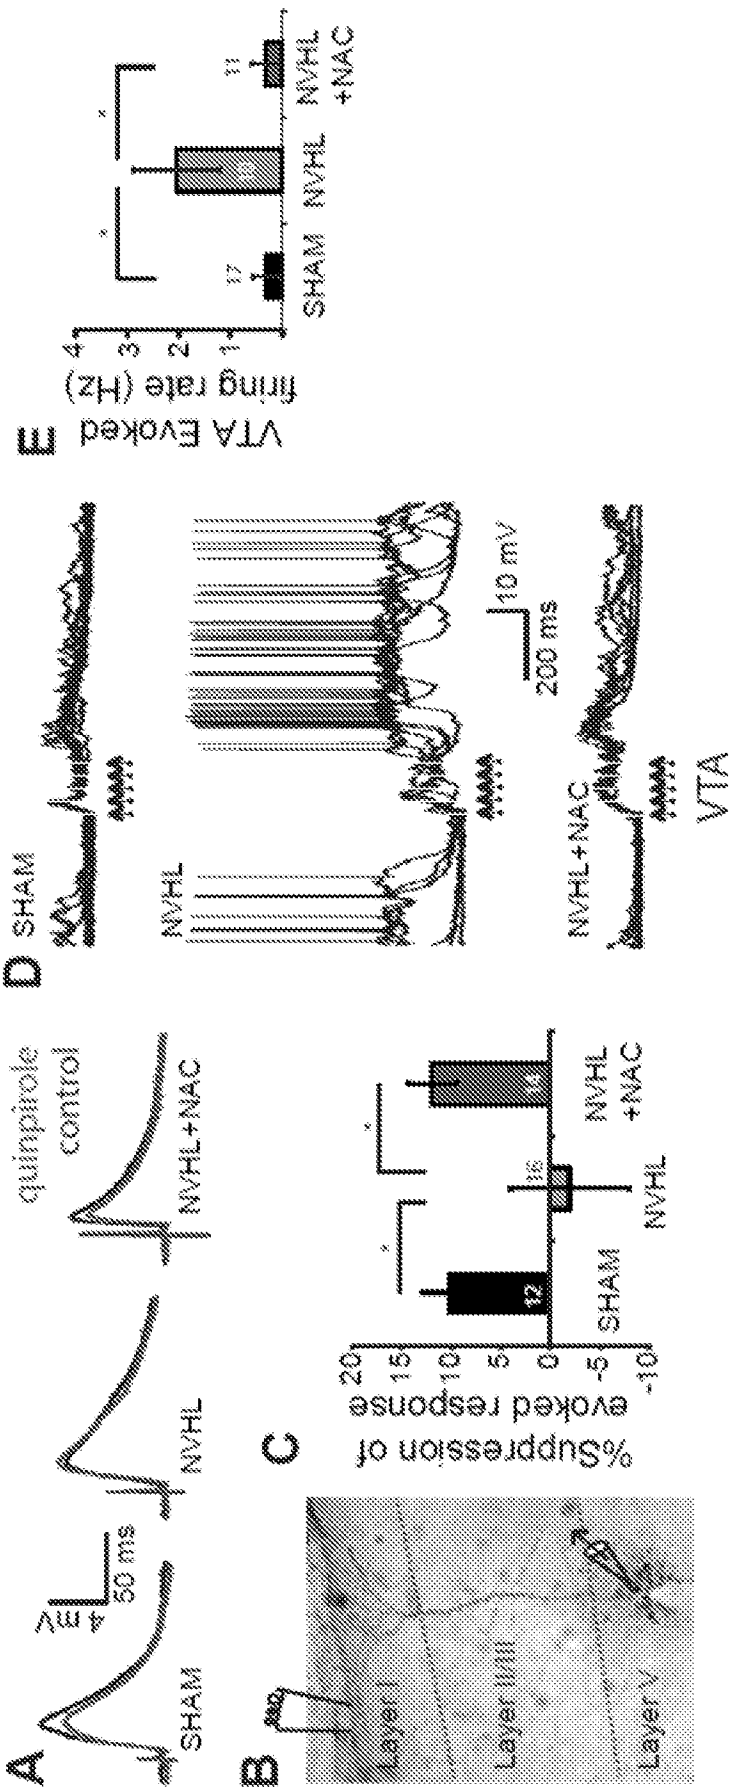 A
SHAM
4 mV
50 ms
NVHL
NVHL+NAC
quinpirole
control
B
Layer I
Layer II/III
Layer V
C
%Suppression of
evoked response
20
15
10
5
0
-5
-10
12
16
14
*
*
SHAM
NVHL
NVHL
+NAC
D
SHAM
NVHL
10 mV
200 ms
NVHL+NAC
VTA
E
VTA Evoked
firing rate (Hz)
4
3
2
1
17
11
*
*
SHAM
NVHL
NVHL
+NAC